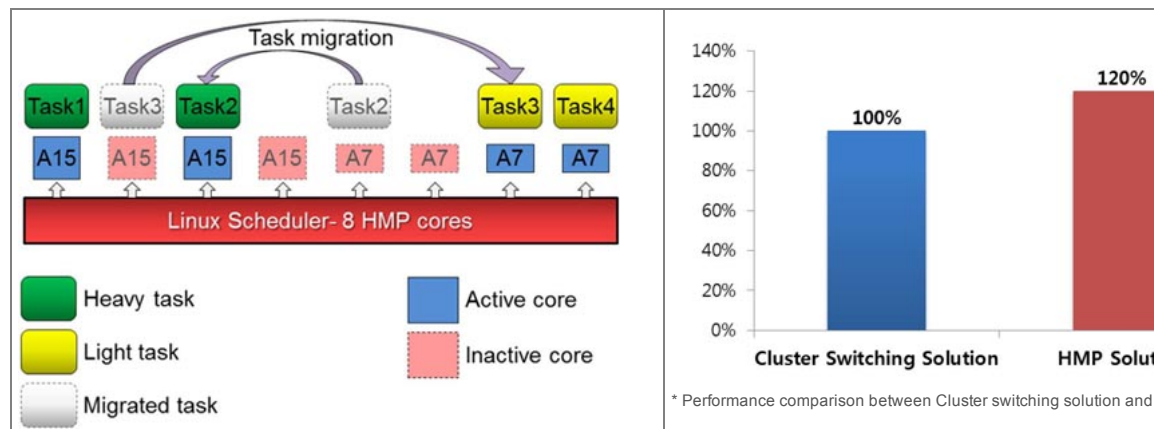 Task migration
Task1 Task3 Task2 Task2 Task3 Task4
A15 A15 A15 A15 A7 A7 A7 A7
Linux Scheduler- 8 HMP cores
Heavy task
Active core
Light task
Inactive core
Migrated task
140%
120%
100%
80%
60%
40%
20%
0%
100%
120%
Cluster Switching Solution
HMP Solut
* Performance comparison between Cluster switching solution and